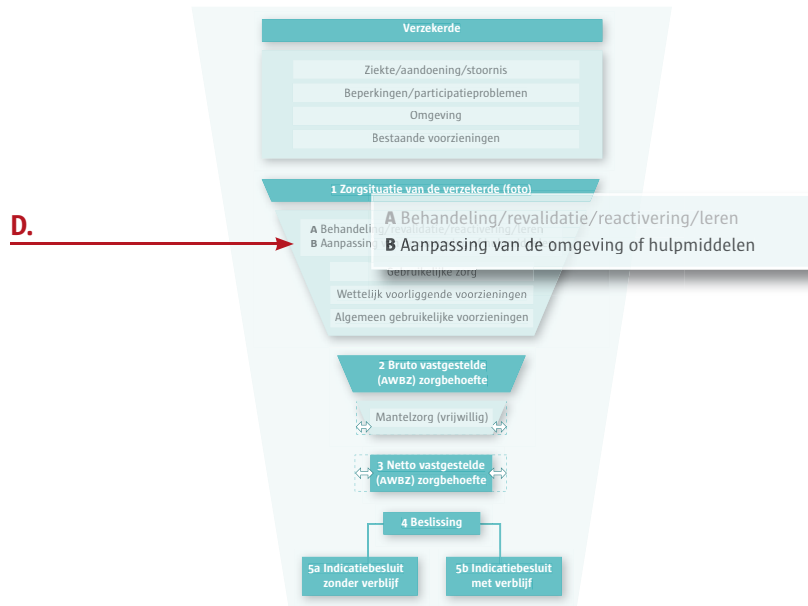 Verzekerde
Ziekte/aandoening/stoornis
Beperkingen/participatieproblemen
Omgeving
Bestaande voorzieningen
1 Zorgsituatie van de verzekerde (foto)
D.
A Behandeling/revalidatie/reactivering/leren
B Aanpassing
A Behandeling/revalidatie/reactivering/leren
B Aanpassing van de omgeving of hulpmiddelen
Gebruikelijke zorg
Wettelijk voorliggende voorzieningen
Algemeen gebruikelijke voorzieningen
2 Bruto vastgestelde
(AWBZ) zorgbehoefte
Mantelzorg (vrijwillig)
3 Netto vastgestelde
(AWBZ) zorgbehoefte
4 Beslissing
5a Indicatiebesluit
zonder verblijf
5b Indicatiebesluit
met verblijf